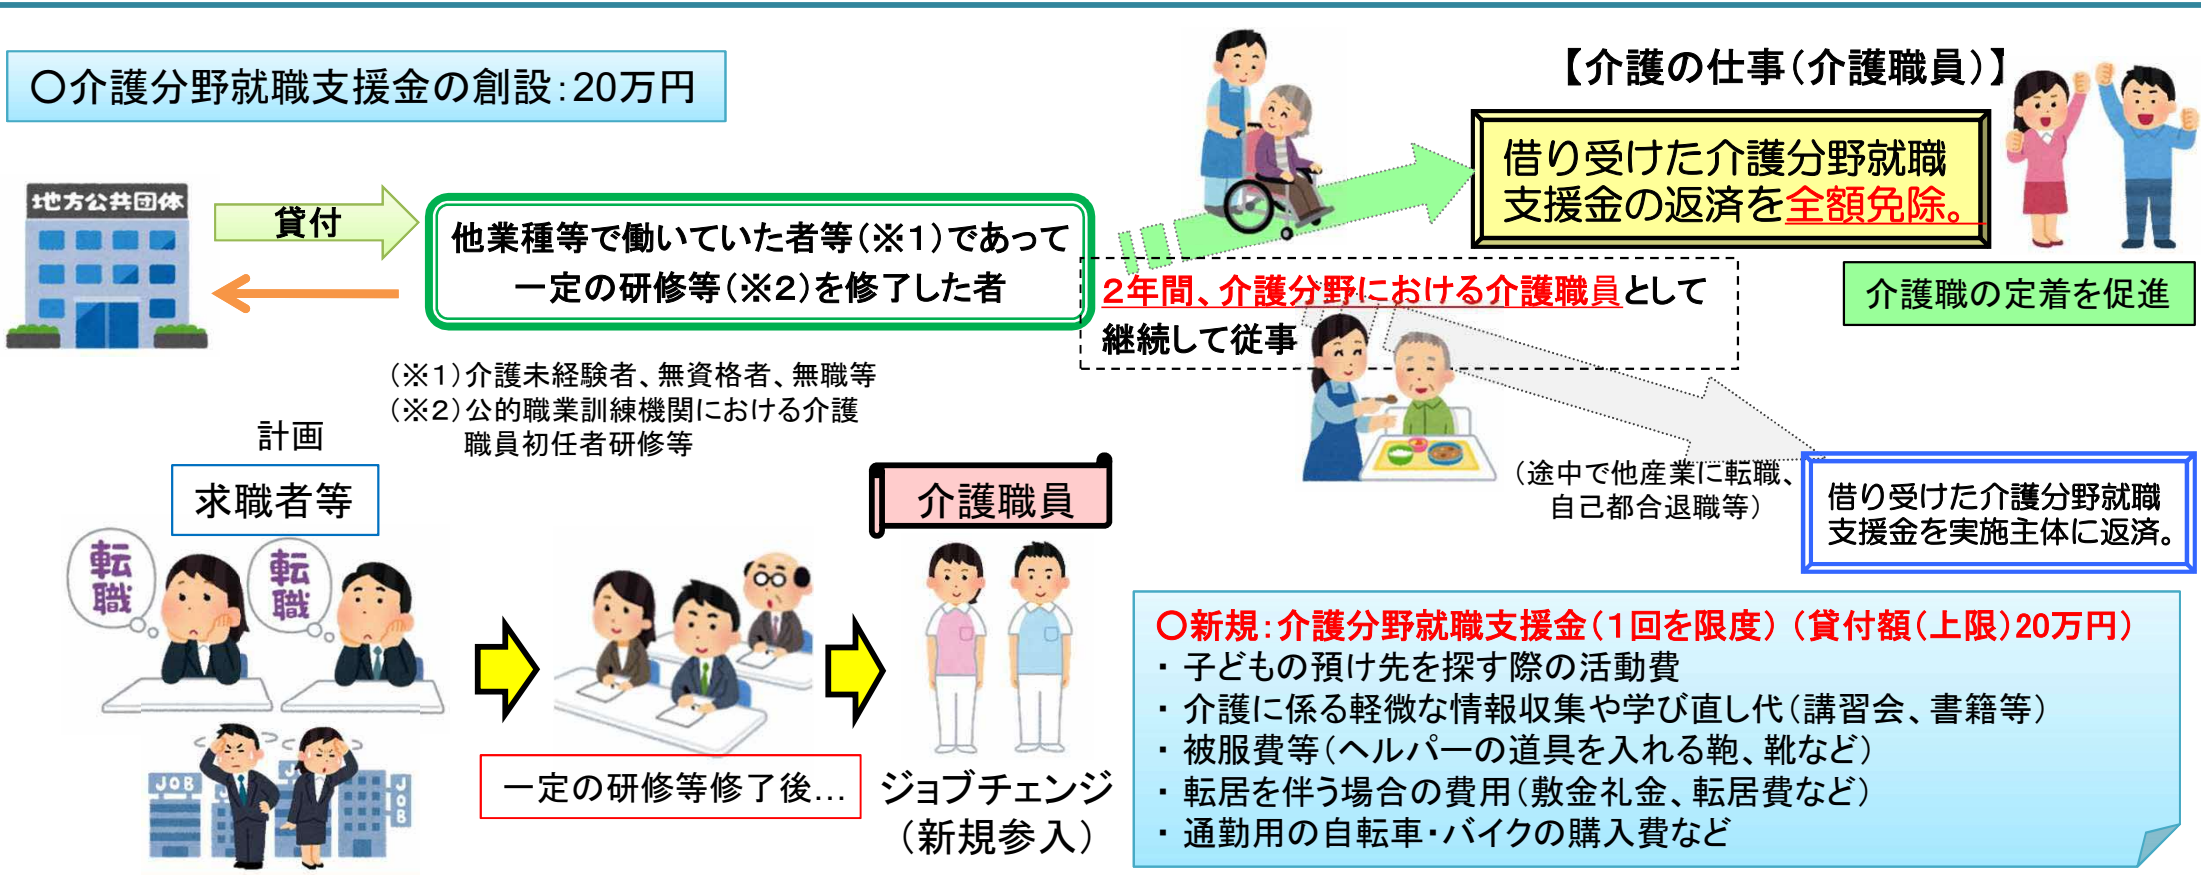 〇介護分野就職支援金の創設:20万円
【介護の仕事(介護職員)】
借り受けた介護分野就職
支援金の返済を全額免除。
地方公共団体
貸付
他業種等で働いていた者等(※1)であって
一定の研修等(※2)を修了した者
2年間、介護分野における介護職員として
継続して従事
介護職の定着を促進
(※1)介護未経験者、無資格者、無職等
(※2)公的職業訓練機関における介護
職員初任者研修等
(途中で他産業に転職、
自己都合退職等)
借り受けた介護分野就職
支援金を実施主体に返済。
計画
求職者等
転職
転職
JOB
JOB
JOB
一定の研修等修了後…
介護職員
ジョブチェンジ
(新規参入)
〇新規:介護分野就職支援金(1回を限度)(貸付額(上限)20万円)
・子どもの預け先を探す際の活動費
・介護に係る軽微な情報収集や学び直し代(講習会、書籍等)
・被服費等(ヘルパーの道具を入れる鞄、靴など)
・転居を伴う場合の費用(敷金礼金、転居費など)
・通勤用の自転車・バイクの購入費など